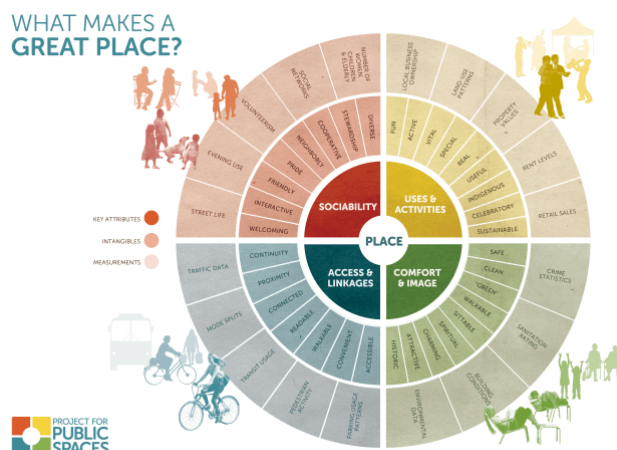 WHAT MAKES A
GREAT PLACE?
KEY ATTRIBUTES
INTANGIBLES
MEASUREMENTS
PLACE
SOCIABILITY
DIVERSE
STEWARDSHIP
COOPERATIVE
NEIGHBORLY
PRIDE
FRIENDLY
INTERACTIVE
WELCOMING
NUMBER OF
WOMEN
CHILDREN
& ELDERLY
SOCIAL
NETWORKS
VOLUNTEERISM
EVENING USE
STREET LIFE
USES &
ACTIVITIES
FUN
ACTIVE
VITAL
SPECIAL
REAL
USEFUL
INDIGENOUS
CELEBRATORY
SUSTAINABLE
LOCAL BUSINESS
OWNERSHIP
LAND-USE
PATTERNS
PROPERTY
VALUES
RENT LEVELS
RETAIL SALES
COMFORT
& IMAGE
SAFE
CLEAN
"GREEN"
WALKABLE
SITTABLE
SPIRITUAL
CHARMING
ATTRACTIVE
HISTORIC
CRIME
STATISTICS
SANITATION
RATING
BUILDING
CONDITIONS
ENVIRONMENTAL
DATA
ACCESS &
LINKAGES
CONTINUITY
PROXIMITY
CONNECTED
READABLE
WALKABLE
CONVENIENT
ACCESSIBLE
TRAFFIC DATA
MODE SPLITS
TRANSIT USAGE
PEDESTRIAN
ACTIVITY
PARKING USAGE
PATTERNS
PROJECT FOR
PUBLIC
SPACES